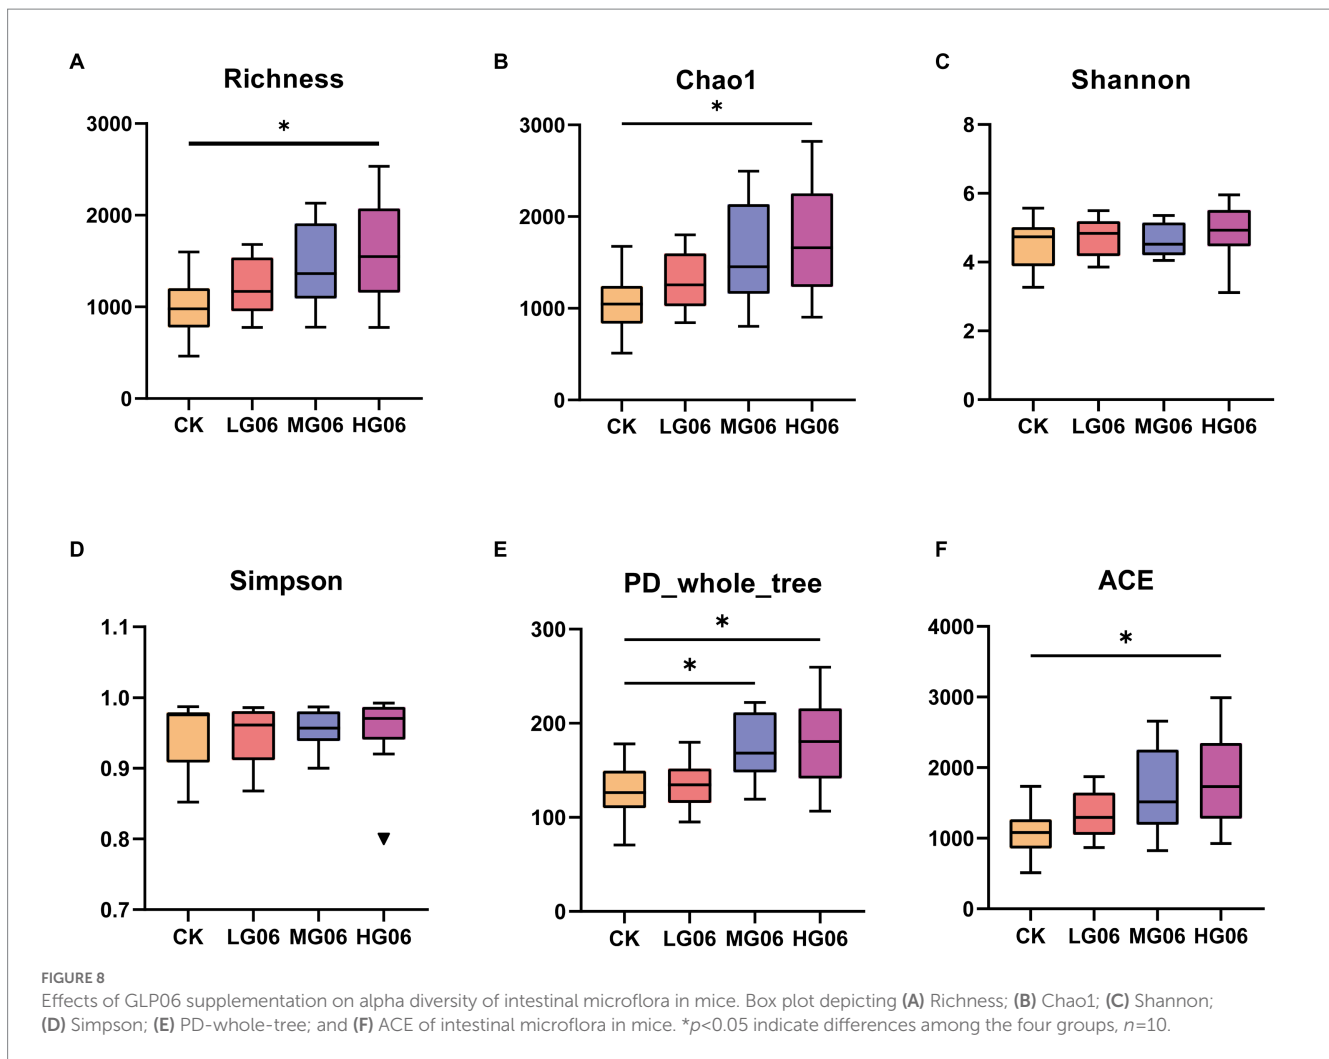 A
Richness
*
3000
2000
1000
0
CK LG06 MG06 HG06
B
Chao1
*
3000
2000
1000
0
CK LG06 MG06 HG06
C
Shannon
8
6
4
2
0
CK LG06 MG06 HG06
D
Simpson
1.1
1.0
0.9
0.8
0.7
CK LG06 MG06 HG06
E
PD_whole_tree
*
*
300
200
100
0
CK LG06 MG06 HG06
F
ACE
*
4000
3000
2000
1000
0
CK LG06 MG06 HG06
FIGURE 8
Effects of GLP06 supplementation on alpha diversity of intestinal microflora in mice. Box plot depicting (A) Richness; (B) Chao1; (C) Shannon;
(D) Simpson; (E) PD-whole-tree; and (F) ACE of intestinal microflora in mice. *p<0.05 indicate differences among the four groups, n=10.